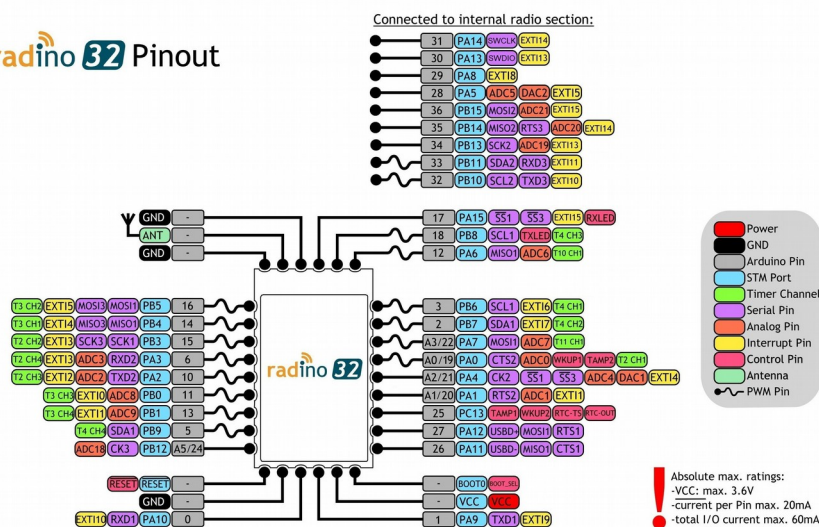 Connected to internal radio section:
radino 32 Pinout
31 PA14 SWCLK EXTI14
30 PA13 SWDIO EXTI13
29 PA8 EXTI8
28 PA5 ADC5 DAC2 EXTI5
36 PB15 MOSI2 ADC21 EXTI15
35 PB14 MISO2 RTS3 ADC20 EXTI14
34 PB13 SCK2 ADC19 EXTI13
33 PB11 SDA2 RXD3 EXTI11
32 PB10 SCL2 TXD3 EXTI10
GND -
ANT -
GND -
17 PA15 SS1 SS3 EXTI15 RXLED
18 PB8 SCL1 TXLED T4 CH3
12 PA6 MISO1 ADC6 T10 CH1
T3 CH2 EXTI5 MOSI3 MOSI1 PB5 16
T3 CH1 EXTI4 MISO3 MISO1 PB4 14
T2 CH2 EXTI3 SCK3 SCK1 PB3 15
T2 CH4 EXTI3 ADC3 RXD2 PA3 6
T2 CH3 EXTI2 ADC2 TXD2 PA2 10
T3 CH3 EXTI0 ADC8 PB0 11
T3 CH4 EXTI1 ADC9 PB1 13
T4 CH4 SDA1 PB9 5
ADC18 CK3 PB12 A5/24
radino 32
3 PB6 SCL1 EXTI6 T4 CH1
2 PB7 SDA1 EXTI7 T4 CH2
A3/22 PA7 MOSI1 ADC7 T11 CH1
A0/19 PA0 CTS2 ADC0 WKUP1 TAMP2 T2 CH1
A2/21 PA4 CK2 SS1 SS3 ADC4 DAC1 EXTI4
A1/20 PA1 RTS2 ADC1 EXTI1
25 PC13 TAMP1 WKUP2 RTC-TS RTC-OUT
27 PA12 USBD+ MOSI1 RTS1
26 PA11 USBD- MISO1 CTS1
RESET RESET -
GND -
EXTI10 RXD1 PA10 0
- BOOT0 BOOT_SEL
- VCC VCC
1 PA9 TXD1 EXTI9
Power
GND
Arduino Pin
STM Port
Timer Channel
Serial Pin
Analog Pin
Interrupt Pin
Control Pin
Antenna
PWM Pin
Absolute max. ratings:
-VCC: max. 3.6V
-current per Pin max. 20mA
-total I/O current max. 60mA